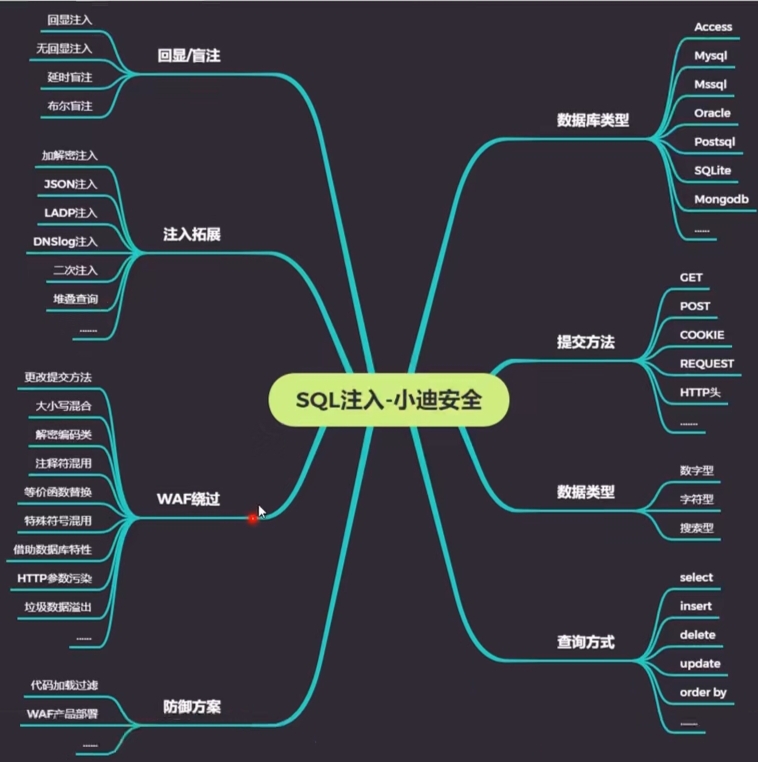 SQL注入-小迪安全
回显/盲注
回显注入
无回显注入
延时盲注
布尔盲注
注入拓展
加解密注入
JSON注入
LADP注入
DNSlog注入
二次注入
堆叠查询
......
WAF绕过
更改提交方法
大小写混合
解密编码类
注释符混用
等价函数替换
特殊符号混用
借助数据库特性
HTTP参数污染
垃圾数据溢出
......
防御方案
代码加载过滤
WAF产品部署
......
数据库类型
Access
Mysql
Mssql
Oracle
Postsql
SQLite
Mongodb
......
提交方法
GET
POST
COOKIE
REQUEST
HTTP头
......
数据类型
数字型
字符型
搜索型
查询方式
select
insert
delete
update
order by
......